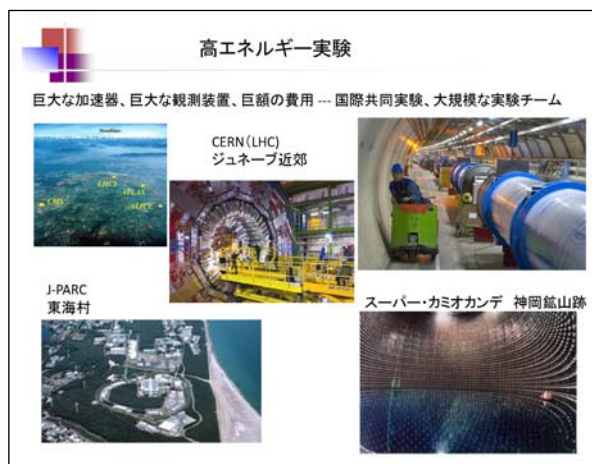 高エネルギー実験
巨大な加速器、巨大な観測装置、巨額の費用 --- 国際共同実験、大規模な実験チーム
CERN(LHC)
ジュネーブ近郊
CMS
J-PARC
東海村
スーパー・カミオカンデ 神岡鉱山跡